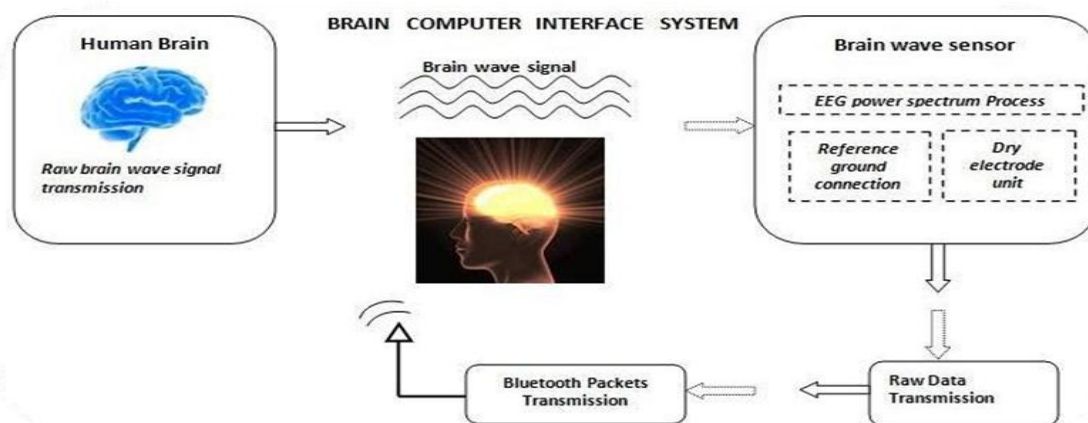 BRAIN COMPUTER INTERFACE SYSTEM
Human Brain
Raw brain wave signal
transmission
Brain wave signal
Brain wave sensor
EEG power spectrum Process
Reference
ground
connection
Dry
electrode
unit
Raw Data
Transmission
Bluetooth Packets
Transmission